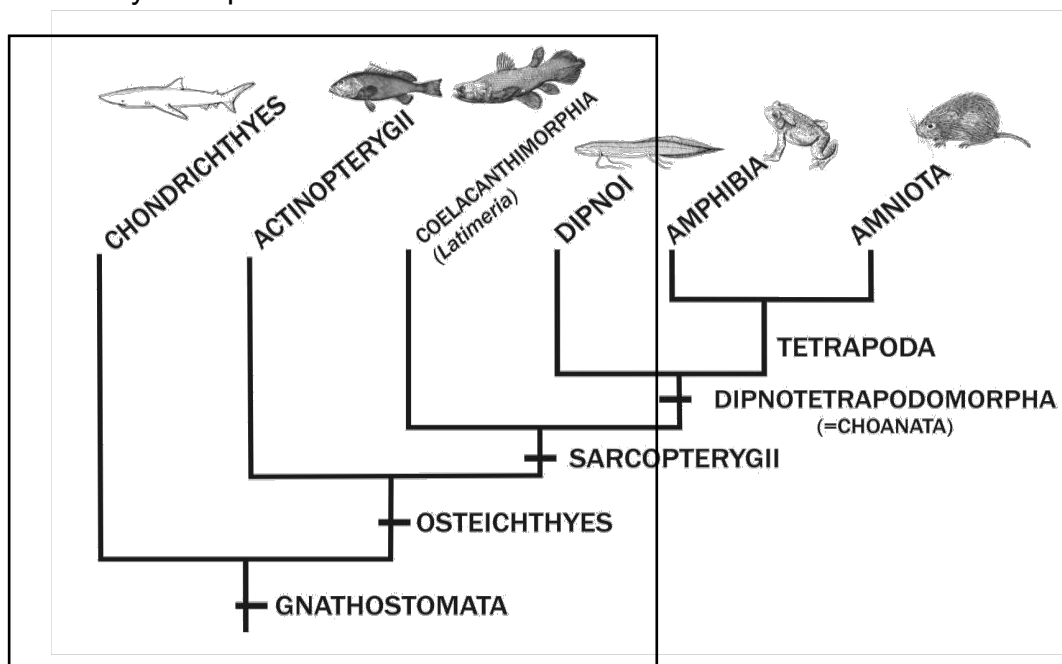 CHONDRICHTHYES
ACTINOPTERYGII
COELACANTHIMORPHIA
(Latimeria)
DIPNOI
AMPHIBIA
AMNIOTA
TETRAPODA
DIPNOTETRAPODOMORPHA
(=CHOANATA)
SARCOPTERYGII
OSTEICHTHYES
GNATHOSTOMATA